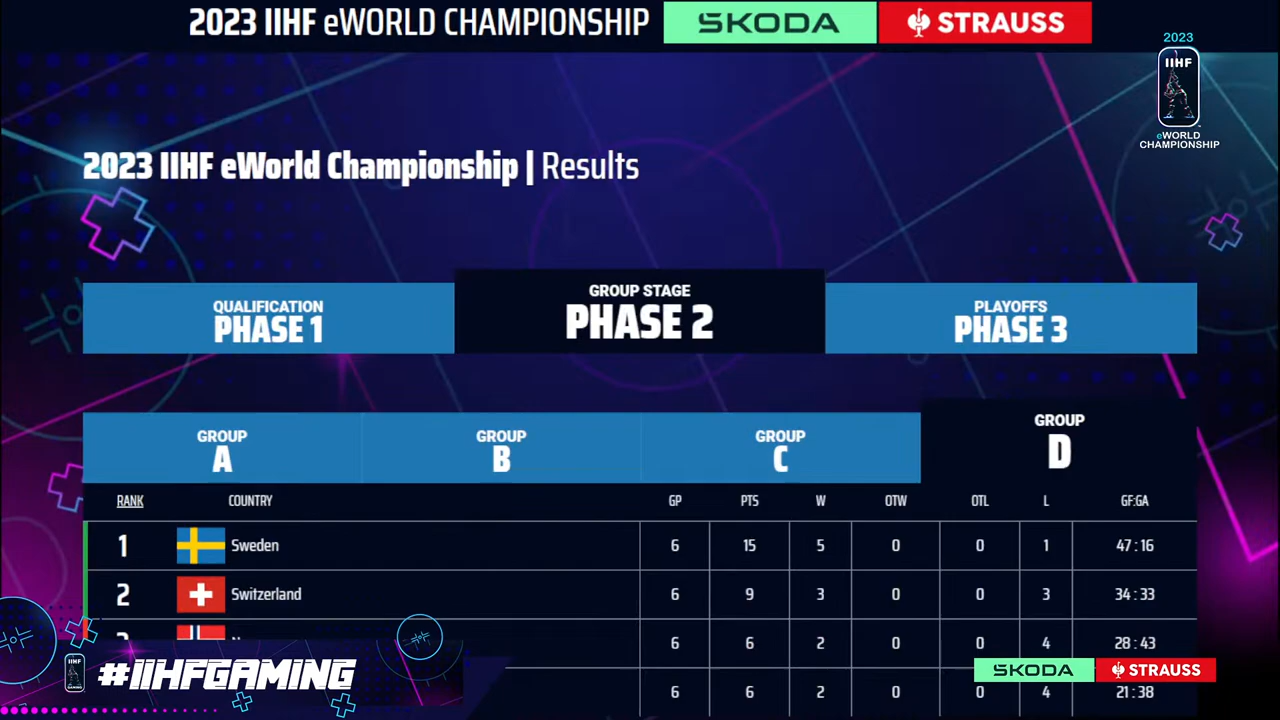 2023 IIHF eWORLD CHAMPIONSHIP SKODA STRAUSS
2023
IIHF
eWORLD
CHAMPIONSHIP
2023 IIHF eWorld Championship | Results
QUALIFICATION
PHASE 1
GROUP STAGE
PHASE 2
PLAYOFFS
PHASE 3
GROUP
A
GROUP
B
GROUP
C
GROUP
D
RANK COUNTRY GP PTS W OTW OTL L GF:GA
1 Sweden 6 15 5 0 0 1 47:16
2 Switzerland 6 9 3 0 0 3 34:33
6 6 2 0 0 4 28:43
6 6 2 0 0 4 21:38
IIHF
#IIHFGAMING
SKODA STRAUSS